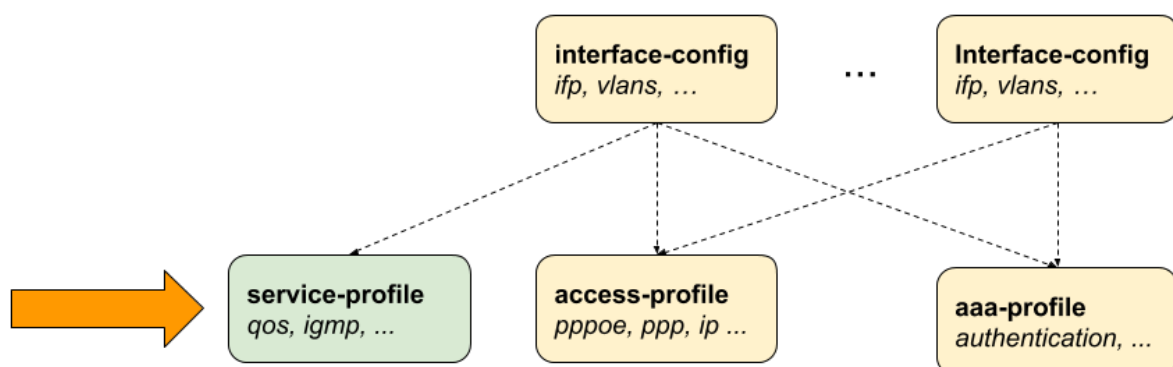 interface-config
ifp, vlans, …
...
Interface-config
ifp, vlans, …
service-profile
qos, igmp, ...
access-profile
pppoe, ppp, ip ...
aaa-profile
authentication, ...